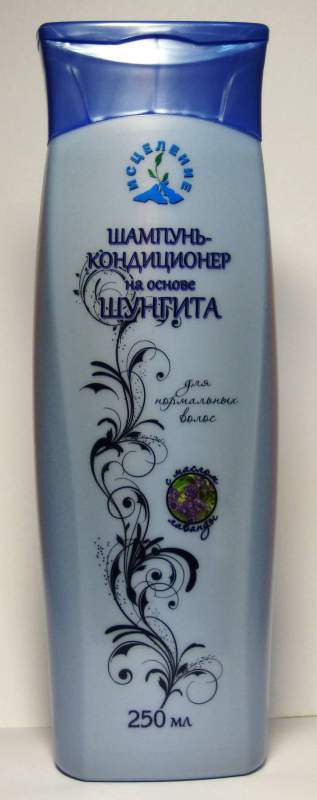 ИСЦЕЛЕНИЕ
ШАМПУНЬ-
КОНДИЦИОНЕР
на основе
ШУНГИТА
для
нормальных
волос
с маслом
лаванды
250 мл